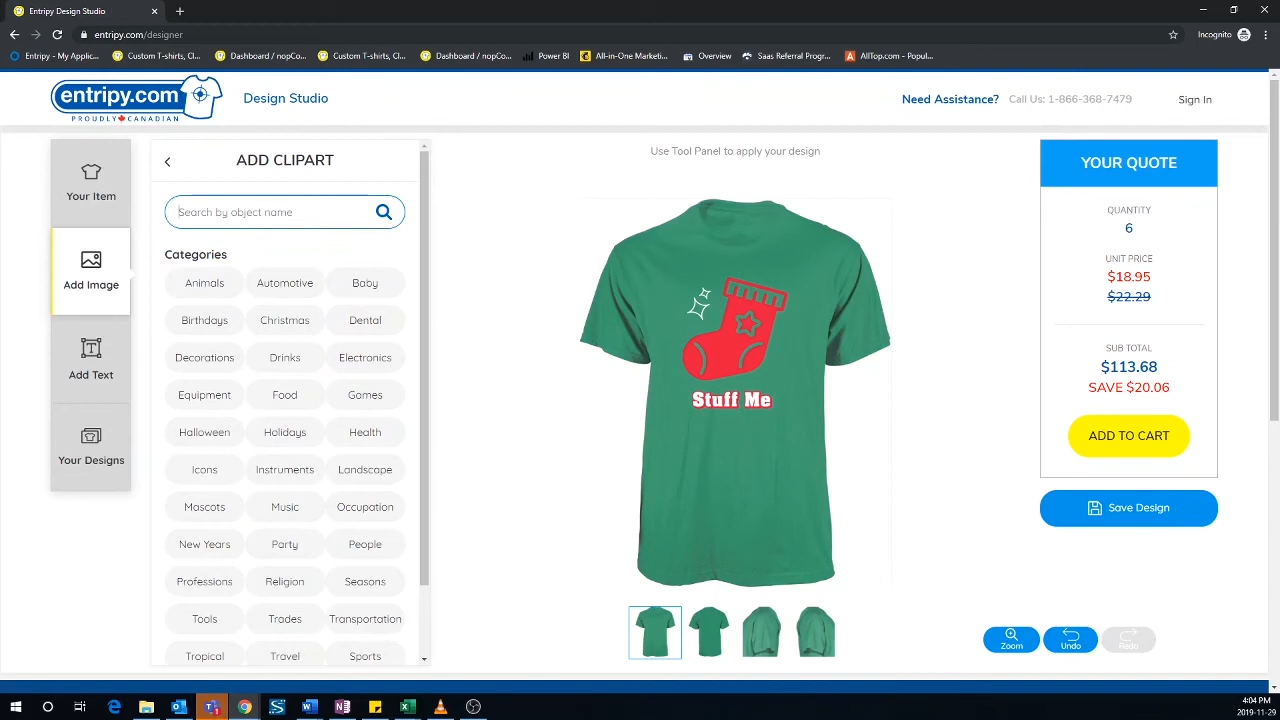 Entripy Design Studio
entripy.com/designer
Incognito
Entripy - My Applic...
Custom T-shirts, Cl...
Dashboard / nopCo...
Custom T-shirts, Cl...
Dashboard / nopCo...
Power BI
All-in-One Marketi...
Overview
Saas Referral Progr...
AllTop.com - Popul...
entripy.com
PROUDLY CANADIAN
Design Studio
Need Assistance? Call Us: 1-866-368-7479
Sign In
Your Item
Add Image
Add Text
Your Designs
ADD CLIPART
Search by object name
Categories
Animals Automotive Baby
Birthdays Christmas Dental
Decorations Drinks Electronics
Equipment Food Games
Halloween Holidays Health
Icons Instruments Landscape
Mascots Music Occupation
New Years Party People
Professions Religion Seasons
Tools Trades Transportation
Tropical Travel Sports
Use Tool Panel to apply your design
Stuff Me
YOUR QUOTE
QUANTITY
6
UNIT PRICE
$18.95
$22.29
SUB TOTAL
$113.68
SAVE $20.06
ADD TO CART
Save Design
Zoom
Undo
Redo
4:04 PM
2019-11-29